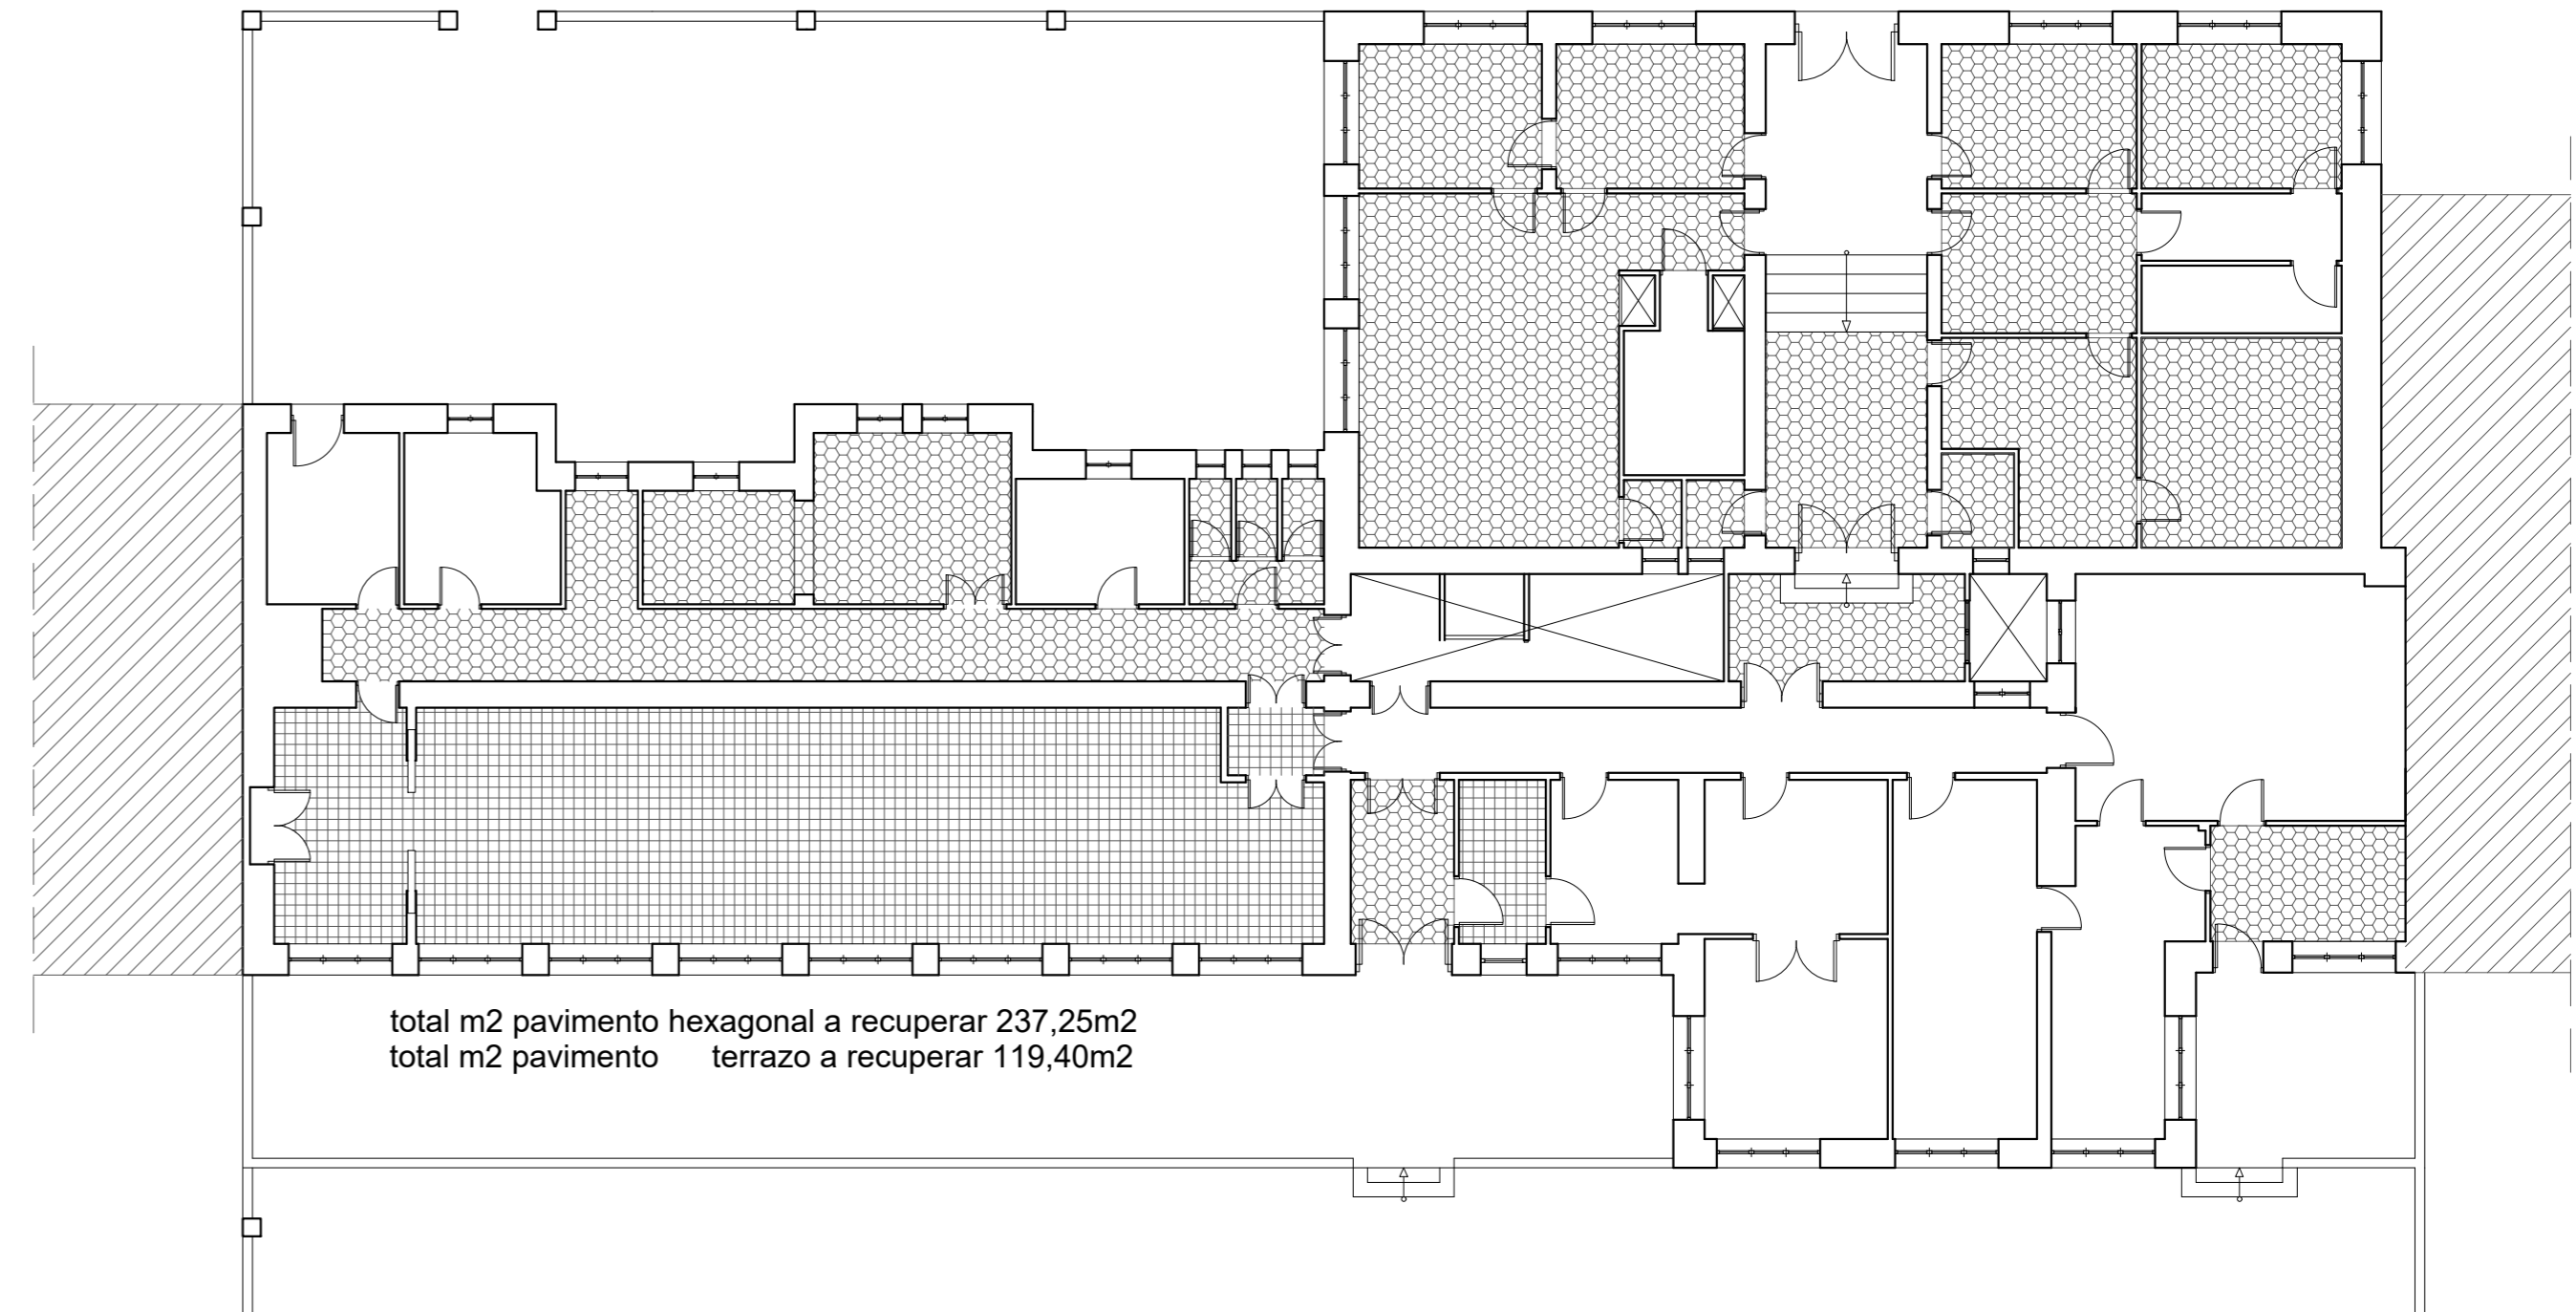 total m2 pavimento hexagonal a recuperar 237,25m2
total m2 pavimento terrazo a recuperar 119,40m2